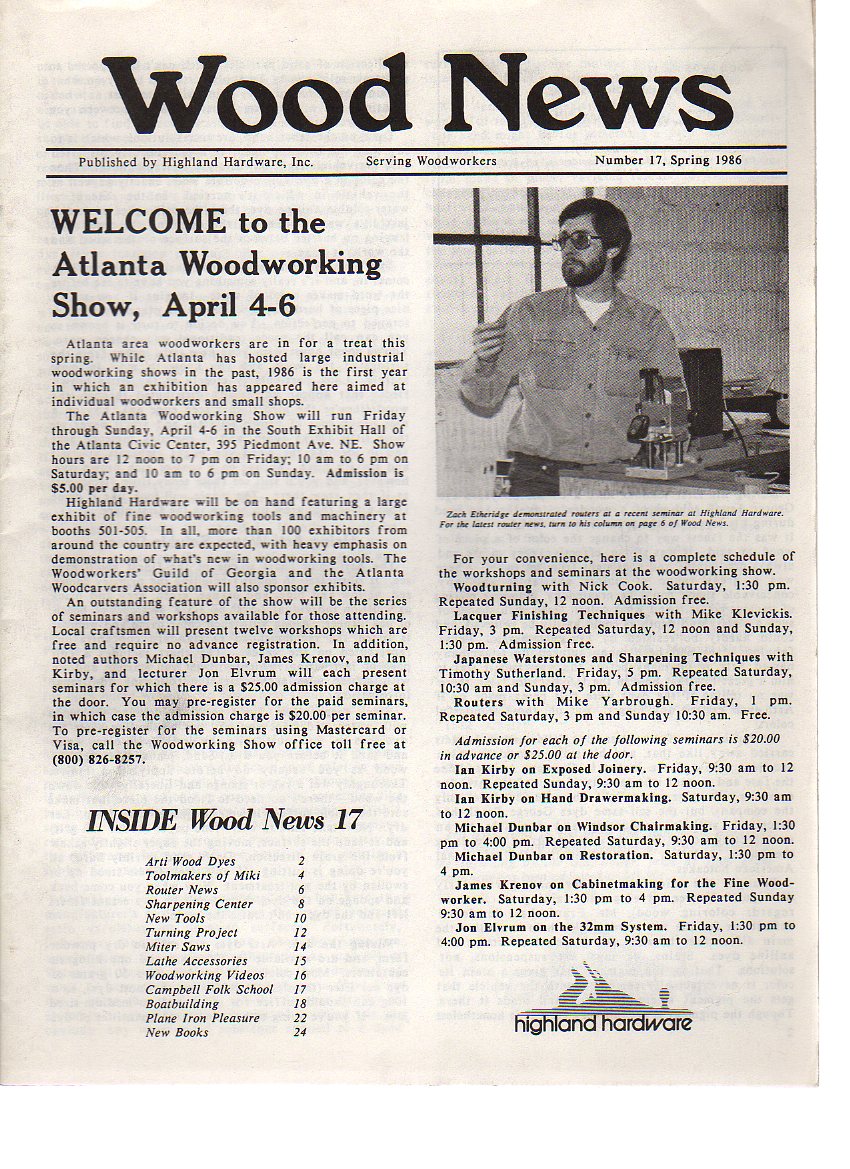 Wood News
Published by Highland Hardware, Inc. Serving Woodworkers Number 17, Spring 1986
WELCOME to the
Atlanta Woodworking
Show, April 4-6
Atlanta area woodworkers are in for a treat this
spring. While Atlanta has hosted large industrial
woodworking shows in the past, 1986 is the first year
in which an exhibition has appeared here aimed at
individual woodworkers and small shops.
The Atlanta Woodworking Show will run Friday
through Sunday, April 4-6 in the South Exhibit Hall of
the Atlanta Civic Center, 395 Piedmont Ave. NE. Show
hours are 12 noon to 7 pm on Friday; 10 am to 6 pm on
Saturday; and 10 am to 6 pm on Sunday. Admission is
$5.00 per day.
Highland Hardware will be on hand featuring a large
exhibit of fine woodworking tools and machinery at
booths 501-505. In all, more than 100 exhibitors from
around the country are expected, with heavy emphasis on
demonstration of what's new in woodworking tools. The
Woodworkers' Guild of Georgia and the Atlanta
Woodcarvers Association will also sponsor exhibits.
An outstanding feature of the show will be the series
of seminars and workshops available for those attending.
Local craftsmen will present twelve workshops which are
free and require no advance registration. In addition,
noted authors Michael Dunbar, James Krenov, and Ian
Kirby, and lecturer Jon Elvrum will each present
seminars for which there is a $25.00 admission charge at
the door. You may pre-register for the paid seminars,
in which case the admission charge is $20.00 per seminar.
To pre-register for the seminars using Mastercard or
Visa, call the Woodworking Show office toll free at
(800) 826-8257.
INSIDE Wood News 17
Arti Wood Dyes 2
Toolmakers of Miki 4
Router News 6
Sharpening Center 8
New Tools 10
Turning Project 12
Miter Saws 14
Lathe Accessories 15
Woodworking Videos 16
Campbell Folk School 17
Boatbuilding 18
Plane Iron Pleasure 22
New Books 24
Zach Etheridge demonstrated routers at a recent seminar at Highland Hardware.
For the latest router news, turn to his column on page 6 of Wood News.
For your convenience, here is a complete schedule of
the workshops and seminars at the woodworking show.
Woodturning with Nick Cook. Saturday, 1:30 pm.
Repeated Sunday, 12 noon. Admission free.
Lacquer Finishing Techniques with Mike Klevickis.
Friday, 3 pm. Repeated Saturday, 12 noon and Sunday,
1:30 pm. Admission free.
Japanese Waterstones and Sharpening Techniques with
Timothy Sutherland. Friday, 5 pm. Repeated Saturday,
10:30 am and Sunday, 3 pm. Admission free.
Routers with Mike Yarbrough. Friday, 1 pm.
Repeated Saturday, 3 pm and Sunday 10:30 am. Free.
Admission for each of the following seminars is $20.00
in advance or $25.00 at the door.
Ian Kirby on Exposed Joinery. Friday, 9:30 am to 12
noon. Repeated Sunday, 9:30 am to 12 noon.
Ian Kirby on Hand Drawermaking. Saturday, 9:30 am
to 12 noon.
Michael Dunbar on Windsor Chairmaking. Friday, 1:30
pm to 4:00 pm. Repeated Saturday, 9:30 am to 12 noon.
Michael Dunbar on Restoration. Saturday, 1:30 pm to
4 pm.
James Krenov on Cabinetmaking for the Fine Wood-
worker. Saturday, 1:30 pm to 4 pm. Repeated Sunday
9:30 am to 12 noon.
Jon Elvrum on the 32mm System. Friday, 1:30 pm to
4:00 pm. Repeated Saturday, 9:30 am to 12 noon.
highland hardware